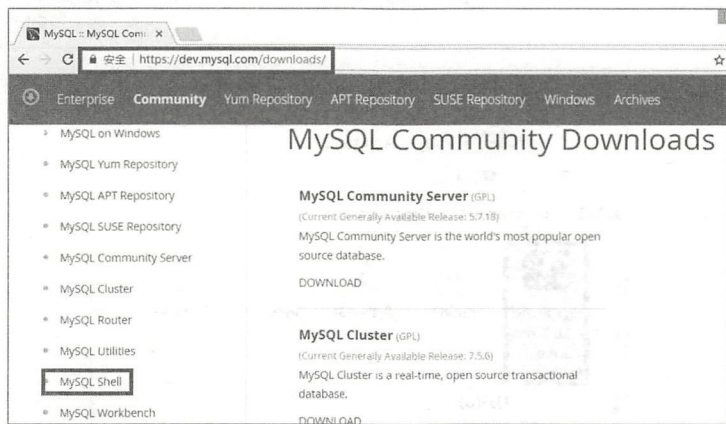 MySQL :: MySQL Com
安全 | https://dev.mysql.com/downloads/
Enterprise Community Yum Repository APT Repository SUSE Repository Windows Archives
MySQL on Windows
MySQL Yum Repository
MySQL APT Repository
MySQL SUSE Repository
MySQL Community Server
MySQL Cluster
MySQL Router
MySQL Utilities
MySQL Shell
MySQL Workbench
MySQL Community Downloads
MySQL Community Server (GPL)
(Current Generally Available Release: 5.7.18)
MySQL Community Server is the world's most popular open
source database.
DOWNLOAD
MySQL Cluster (GPL)
(Current Generally Available Release: 7.5.6)
MySQL Cluster is a real-time, open source transactional
database.
DOWNLOAD